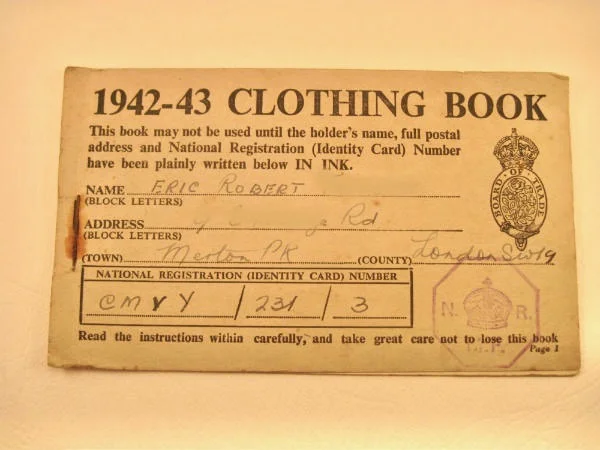 1942-43 CLOTHING BOOK
This book may not be used until the holder's name, full postal
address and National Registration (Identity Card) Number
have been plainly written below IN INK.
NAME ERIC ROBERT
(BLOCK LETTERS)
ADDRESS Rd.
(BLOCK LETTERS)
(TOWN) Merton PK (COUNTY) London SW19
NATIONAL REGISTRATION (IDENTITY CARD) NUMBER
CMVY / 231 / 3
Read the instructions within carefully, and take great care not to lose this book
Page 1
BOARD · OF · TRADE
N. R.